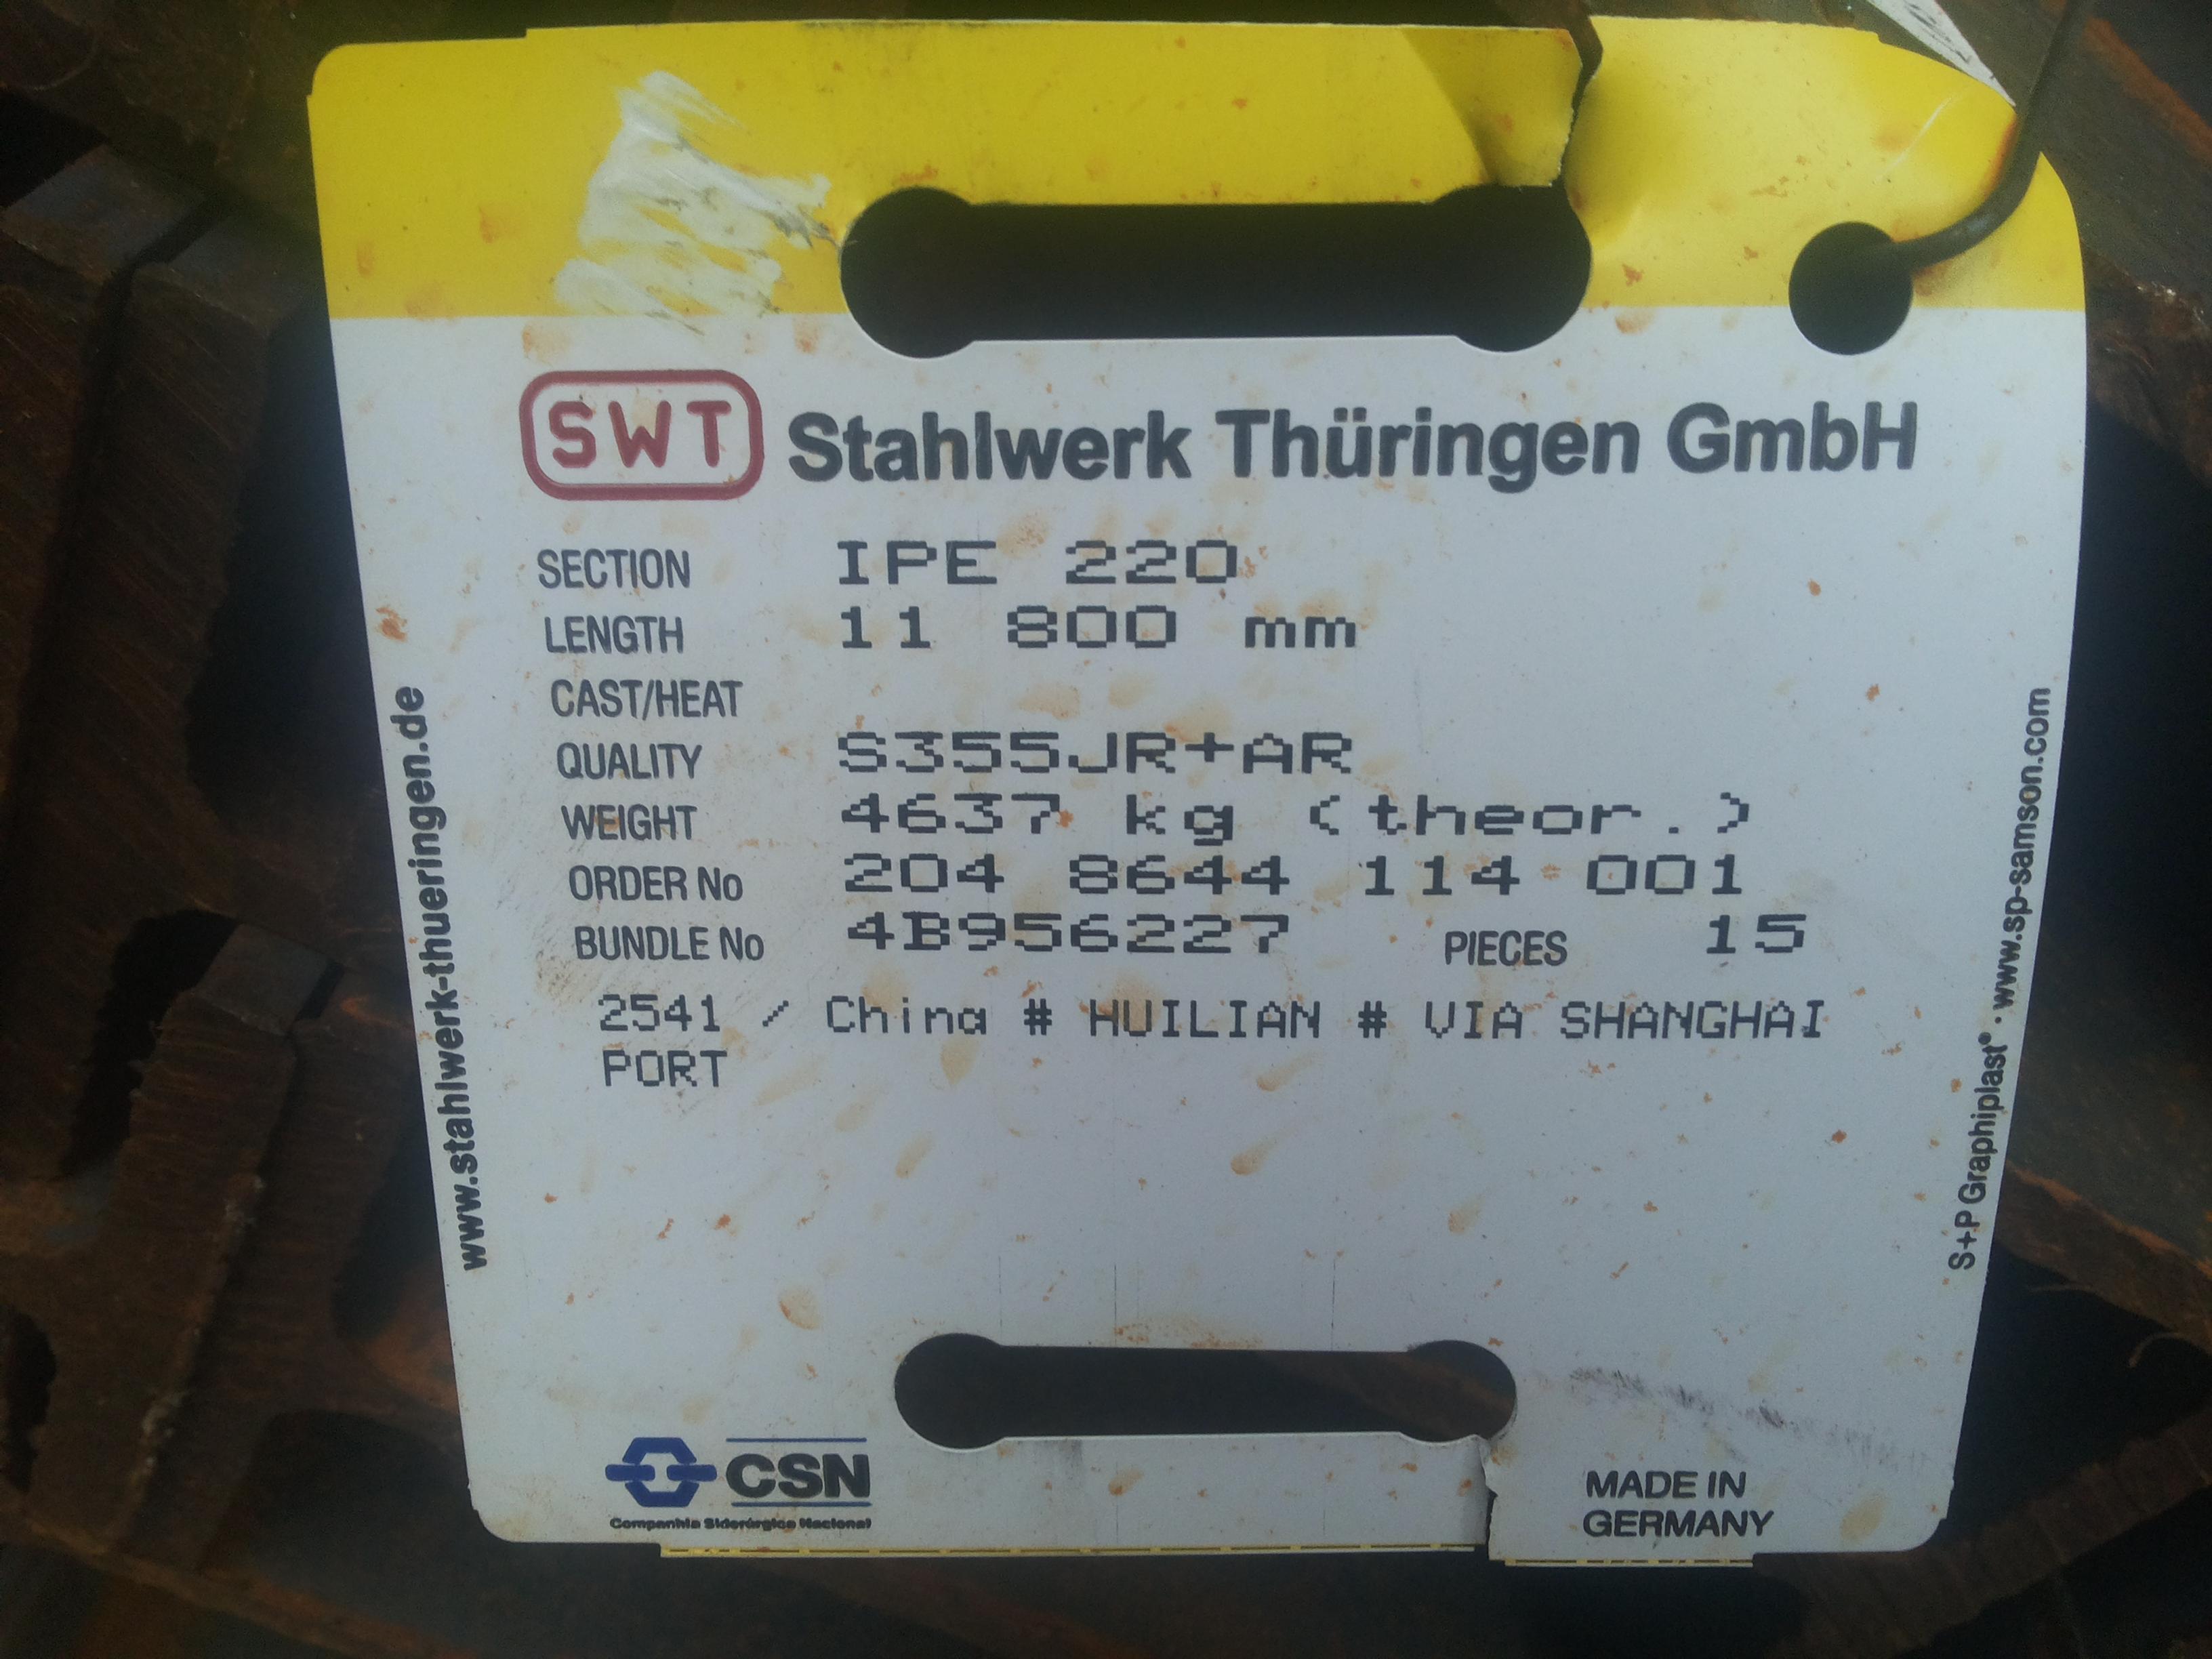 SWT Stahlwerk Thüringen GmbH
SECTION IPE 220
LENGTH 11 800 mm
CAST/HEAT
QUALITY S355JR+AR
WEIGHT 4637 kg (theor.)
ORDER No 204 8644 114 001
BUNDLE No 4B956227 PIECES 15
2541 / China # HUILIAN # VIA SHANGHAI
PORT
www.stahlwerk-thueringen.de
S+P Graphiplast® · www.sp-samson.com
CSN
Companhia Siderúrgica Nacional
MADE IN
GERMANY